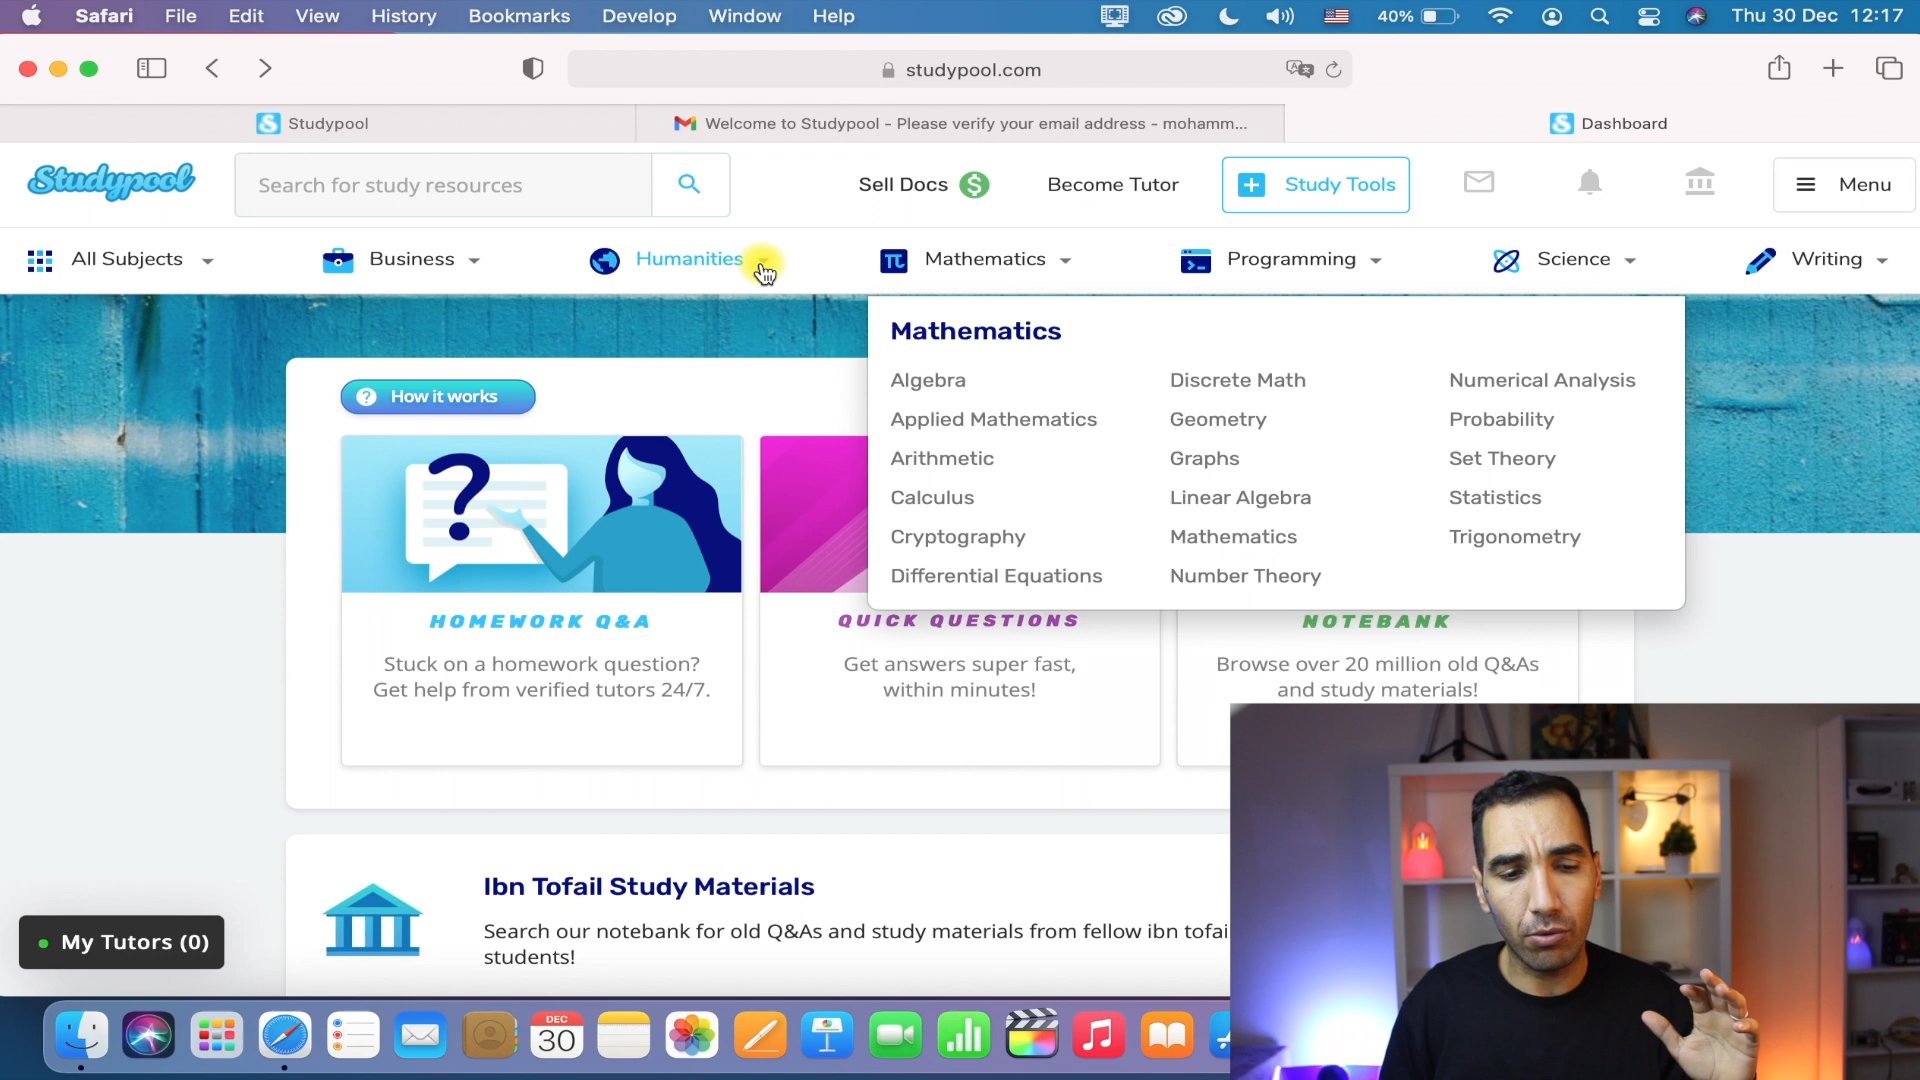 Safari File Edit View History Bookmarks Develop Window Help 40% Thu 30 Dec 12:17
studypool.com
Studypool
Welcome to Studypool - Please verify your email address - mohamm...
Dashboard
Studypool
Search for study resources
Sell Docs $
Become Tutor
Study Tools
Menu
All Subjects
Business
Humanities
Mathematics
Programming
Science
Writing
Mathematics
Algebra
Applied Mathematics
Arithmetic
Calculus
Cryptography
Differential Equations
Discrete Math
Geometry
Graphs
Linear Algebra
Mathematics
Number Theory
Numerical Analysis
Probability
Set Theory
Statistics
Trigonometry
? How it works
?
HOMEWORK Q&A
Stuck on a homework question?
Get help from verified tutors 24/7.
QUICK QUESTIONS
Get answers super fast,
within minutes!
NOTEBANK
Browse over 20 million old Q&As
and study materials!
Ibn Tofail Study Materials
Search our notebank for old Q&As and study materials from fellow ibn tofai
students!
My Tutors (0)
DEC
30